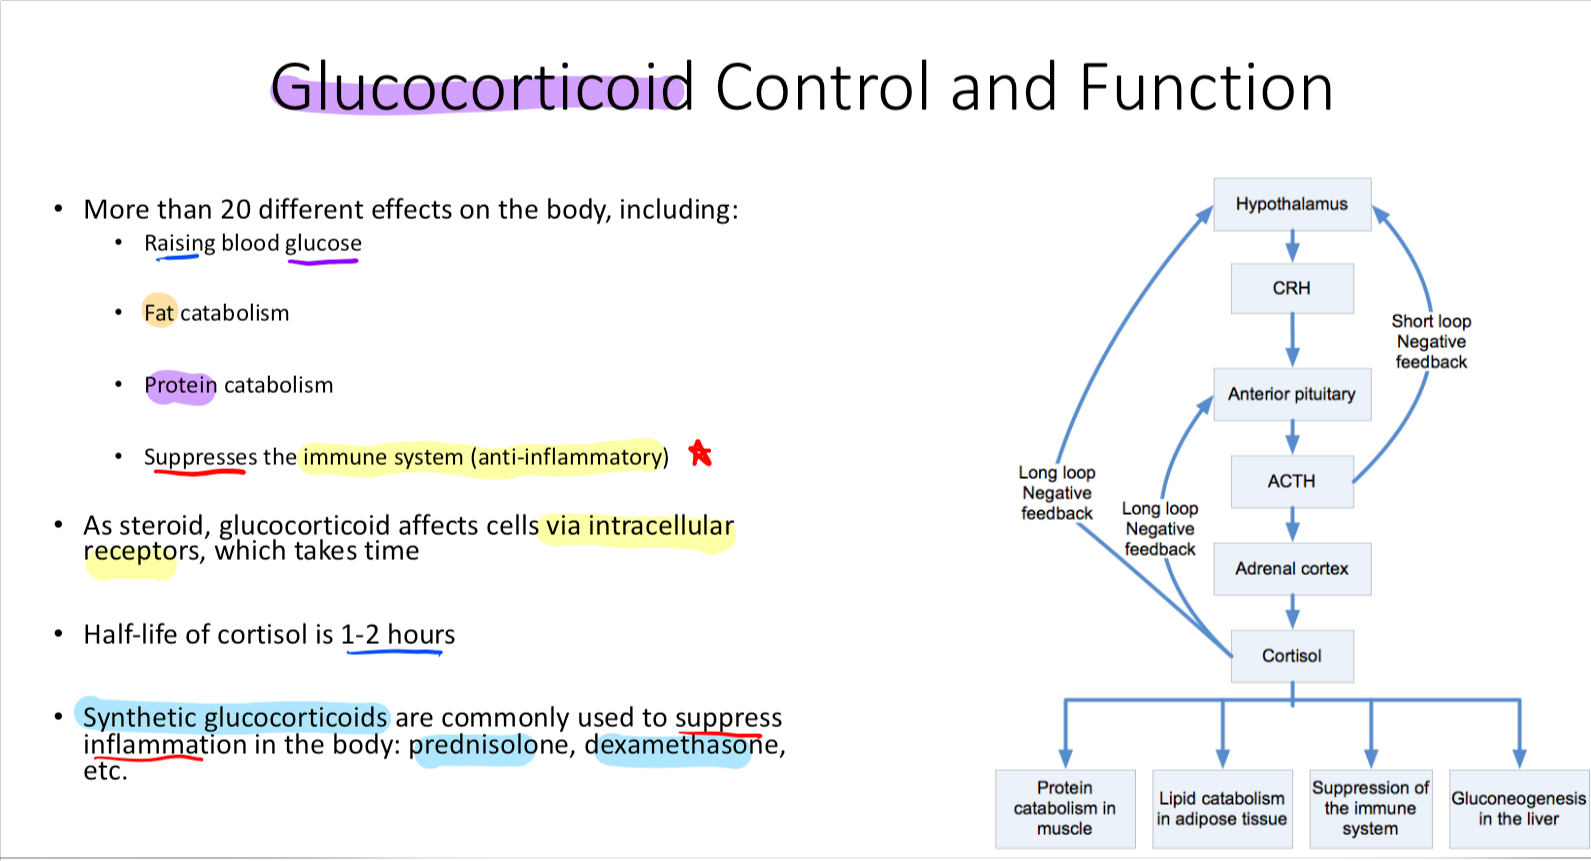 Glucocorticoid Control and Function
• More than 20 different effects on the body, including:
• Raising blood glucose
• Fat catabolism
• Protein catabolism
• Suppresses the immune system (anti-inflammatory)
• As steroid, glucocorticoid affects cells via intracellular
receptors, which takes time
• Half-life of cortisol is 1-2 hours
• Synthetic glucocorticoids are commonly used to suppress
inflammation in the body: prednisolone, dexamethasone,
etc.
Hypothalamus
CRH
Short loop
Negative
feedback
Anterior pituitary
Long loop
Negative
feedback
ACTH
Long loop
Negative
feedback
Adrenal cortex
Cortisol
Protein
catabolism in
muscle
Lipid catabolism
in adipose tissue
Suppression of
the immune
system
Gluconeogenesis
in the liver